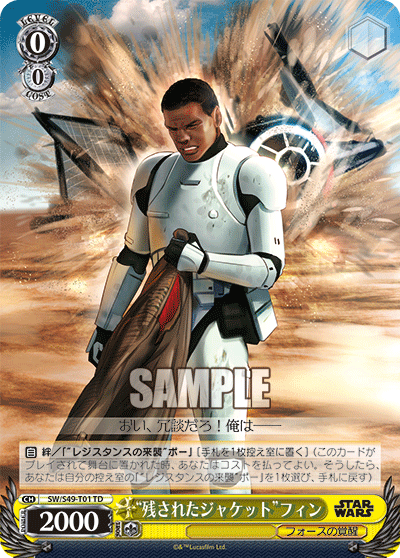 LEVEL
0
0
COST
SAMPLE
おい、冗談だろ！俺は――
自 絆／「"レジスタンスの来襲"ポー」［手札を1枚控え室に置く］（このカードが
プレイされて舞台に置かれた時、あなたはコストを払ってよい。そうしたら、
あなたは自分の控え室の「"レジスタンスの来襲"ポー」を1枚選び、手札に戻す）
CH SW/S49-T01 TD
"残されたジャケット"フィン
STAR WARS
2000
フォースの覚醒
©&™Lucasfilm Ltd.